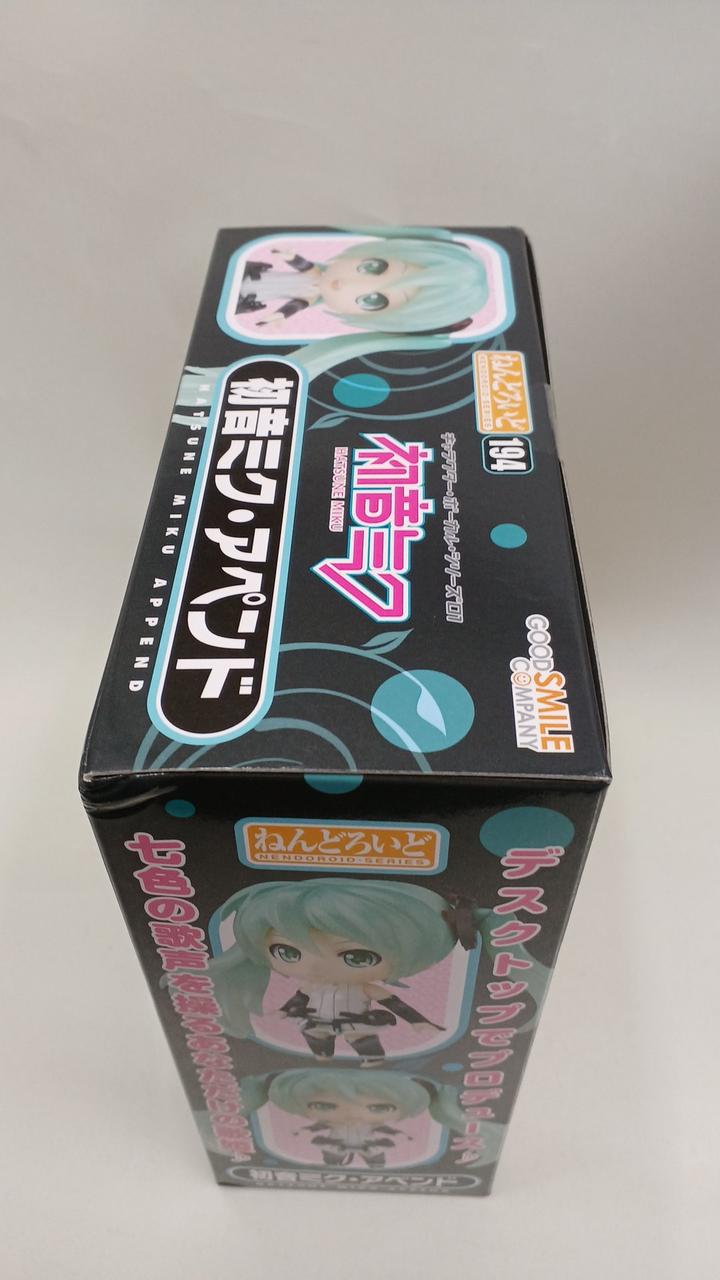 ねんどろいど
NENDOROID・SERIES
194
キャラクター・ボーカル・シリーズ01
初音ミク
HATSUNE MIKU
初音ミク・アペンド
HATSUNE MIKU APPEND
GOOD SMILE
COMPANY
ねんどろいど
NENDOROID・SERIES
デスクトップでプロデュース♪
七色の歌声を
初音ミク・アペンド